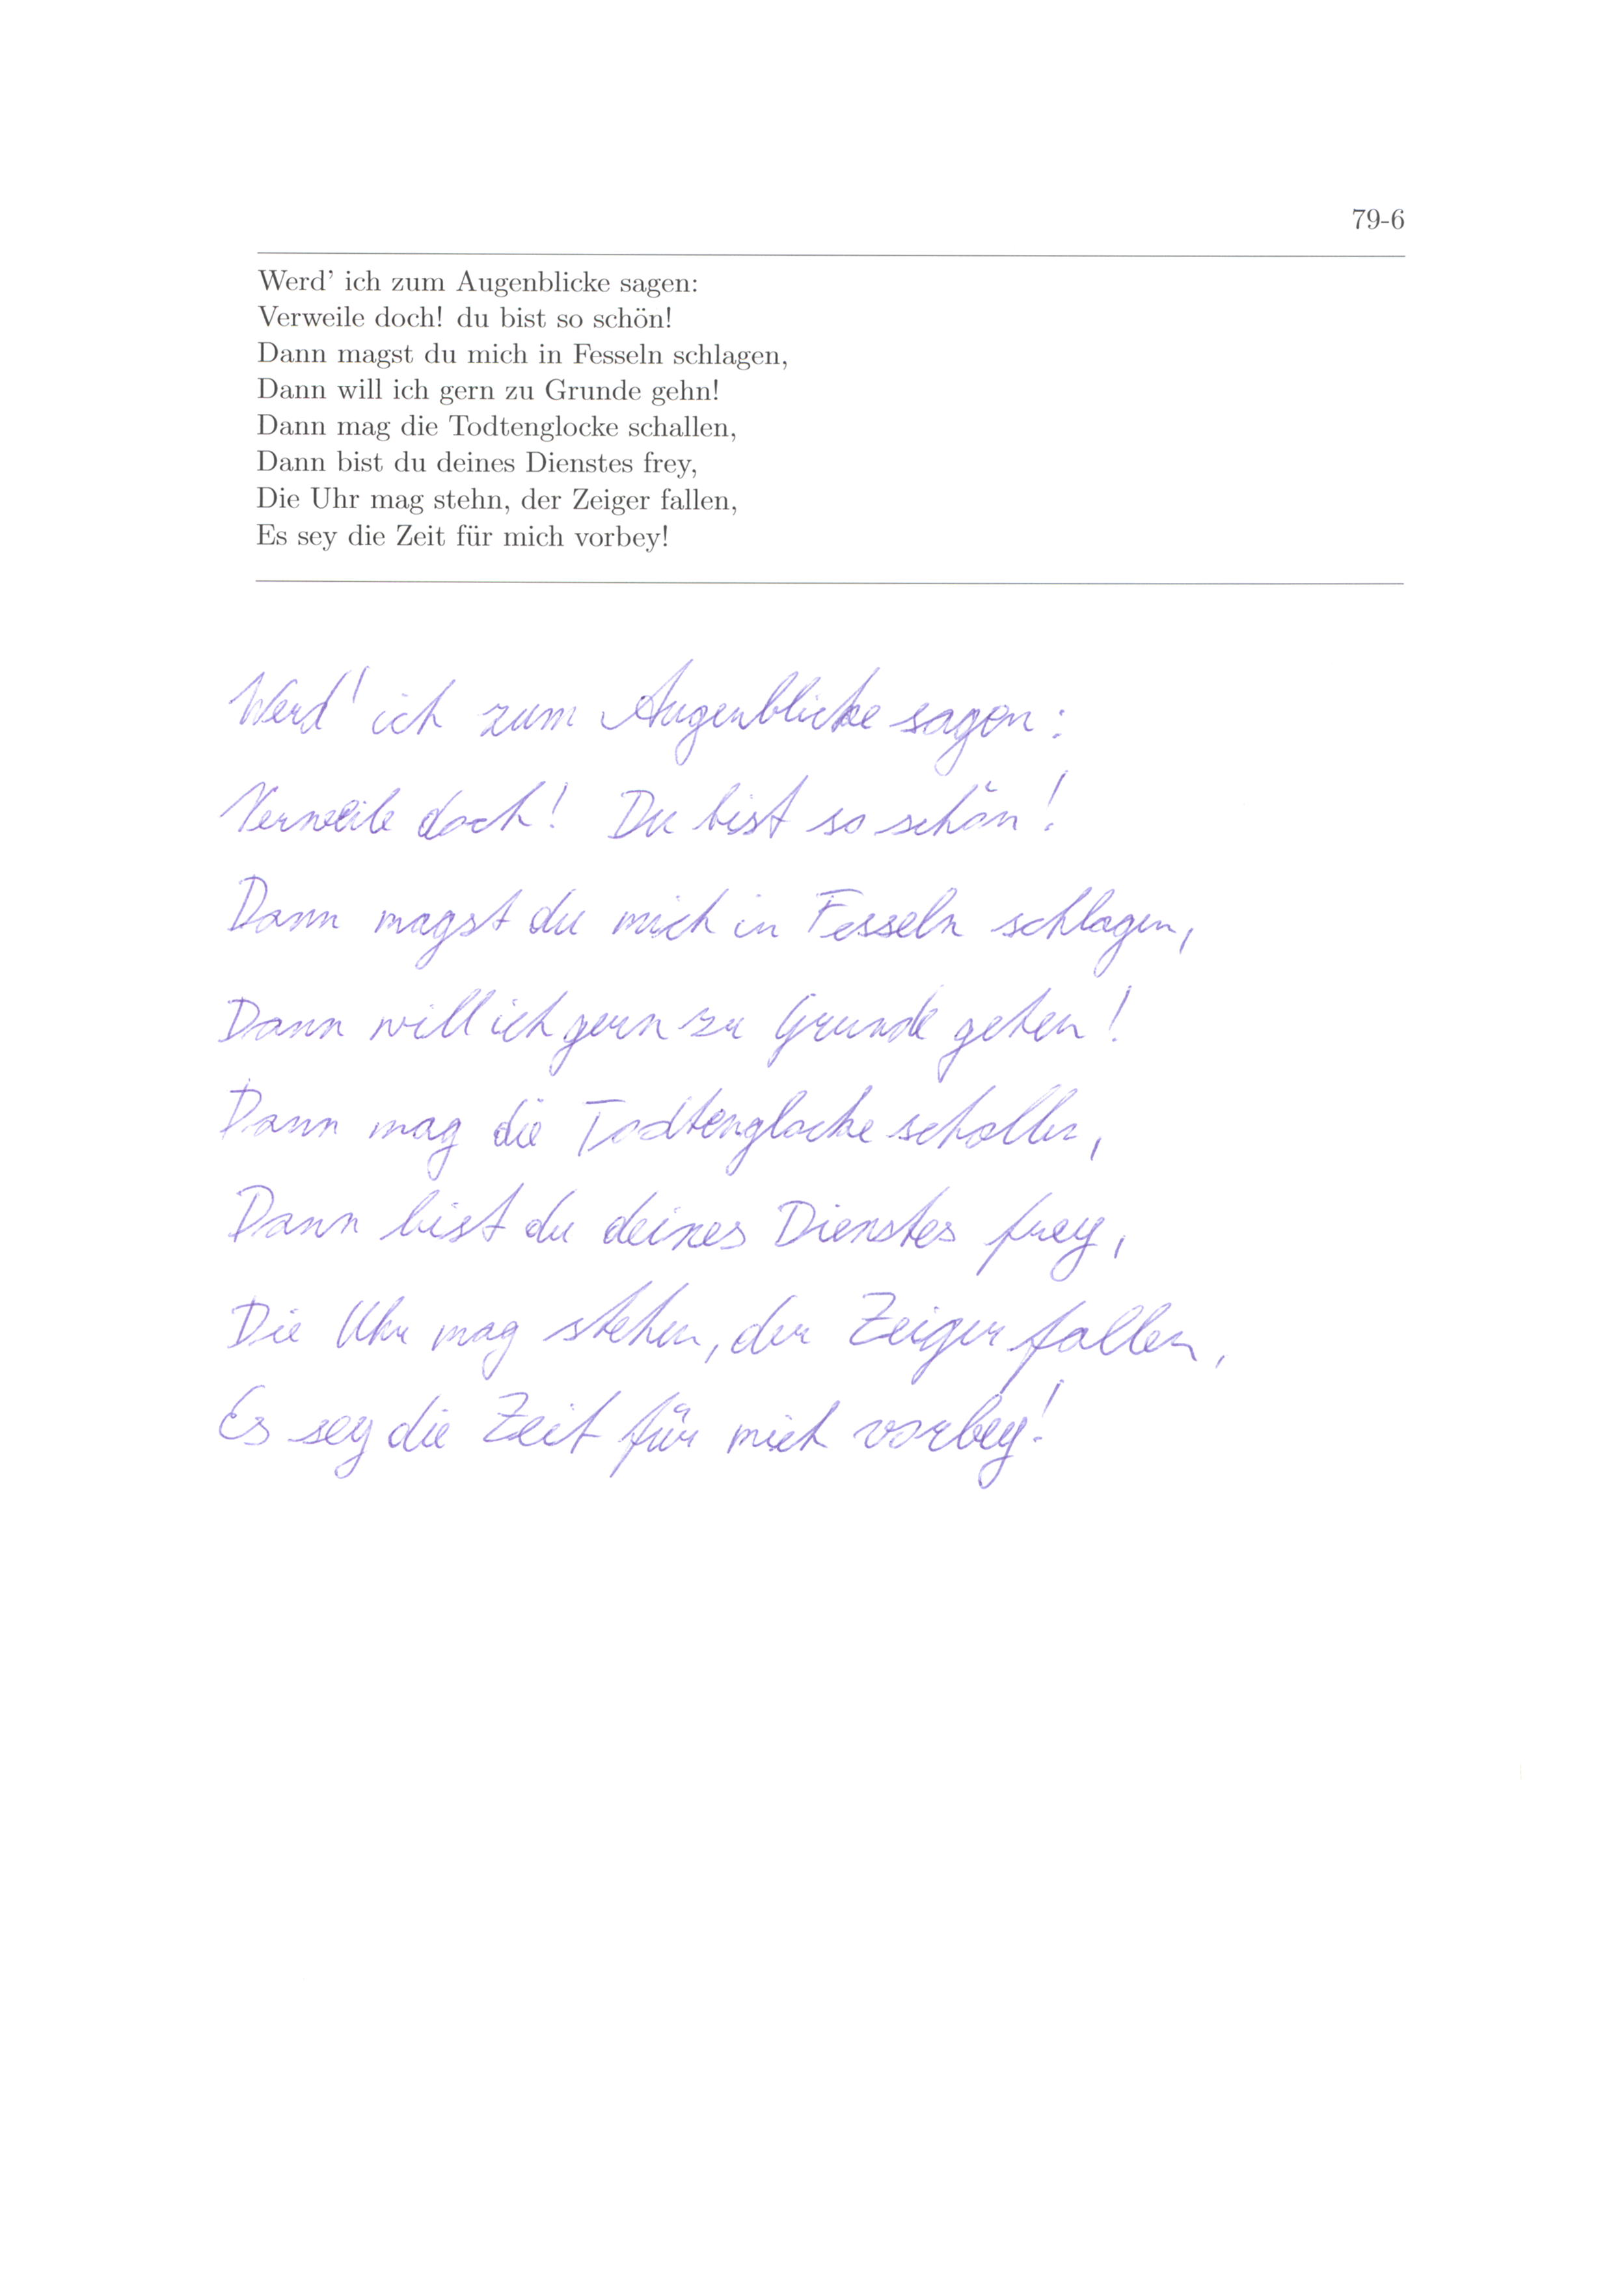 79-6
Werd' ich zum Augenblicke sagen:
Verweile doch! du bist so schön!
Dann magst du mich in Fesseln schlagen,
Dann will ich gern zu Grunde gehn!
Dann mag die Todtenglocke schallen,
Dann bist du deines Dienstes frey,
Die Uhr mag stehn, der Zeiger fallen,
Es sey die Zeit für mich vorbey!
Werd' ich zum Augenblicke sagen:
Verweile doch! Du bist so schön!
Dann magst du mich in Fesseln schlagen,
Dann will ich gern zu Grunde gehen!
Dann mag die Todtenglocke schallen,
Dann bist du deines Dienstes frey,
Die Uhr mag stehen, der Zeiger fallen,
Es sey die Zeit für mich vorbey!